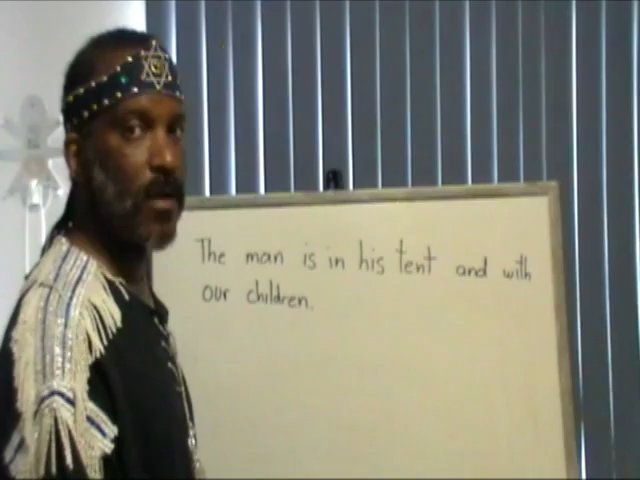 The man is in his tent and with
our children.